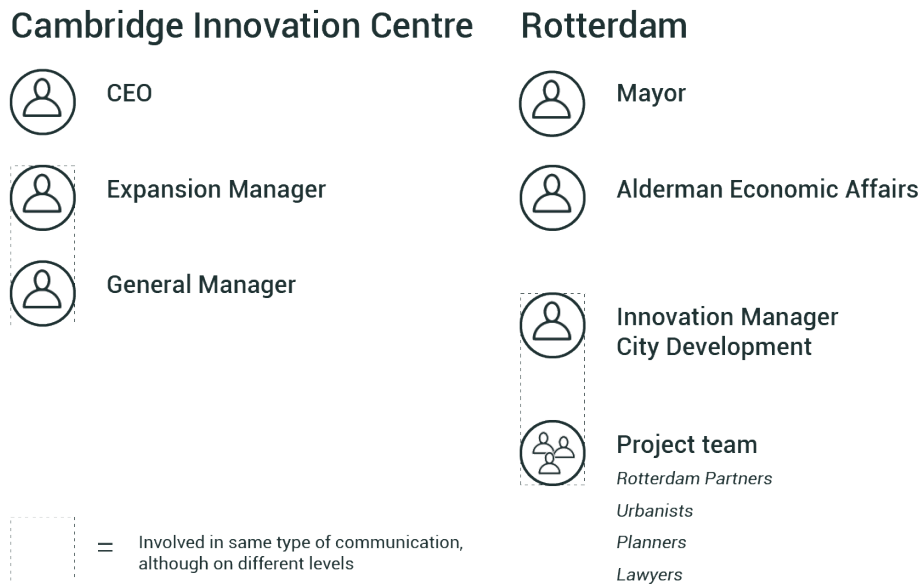 Cambridge Innovation Centre
CEO
Expansion Manager
General Manager
Rotterdam
Mayor
Alderman Economic Affairs
Innovation Manager
City Development
Project team
Rotterdam Partners
Urbanists
Planners
Lawyers
= Involved in same type of communication,
although on different levels